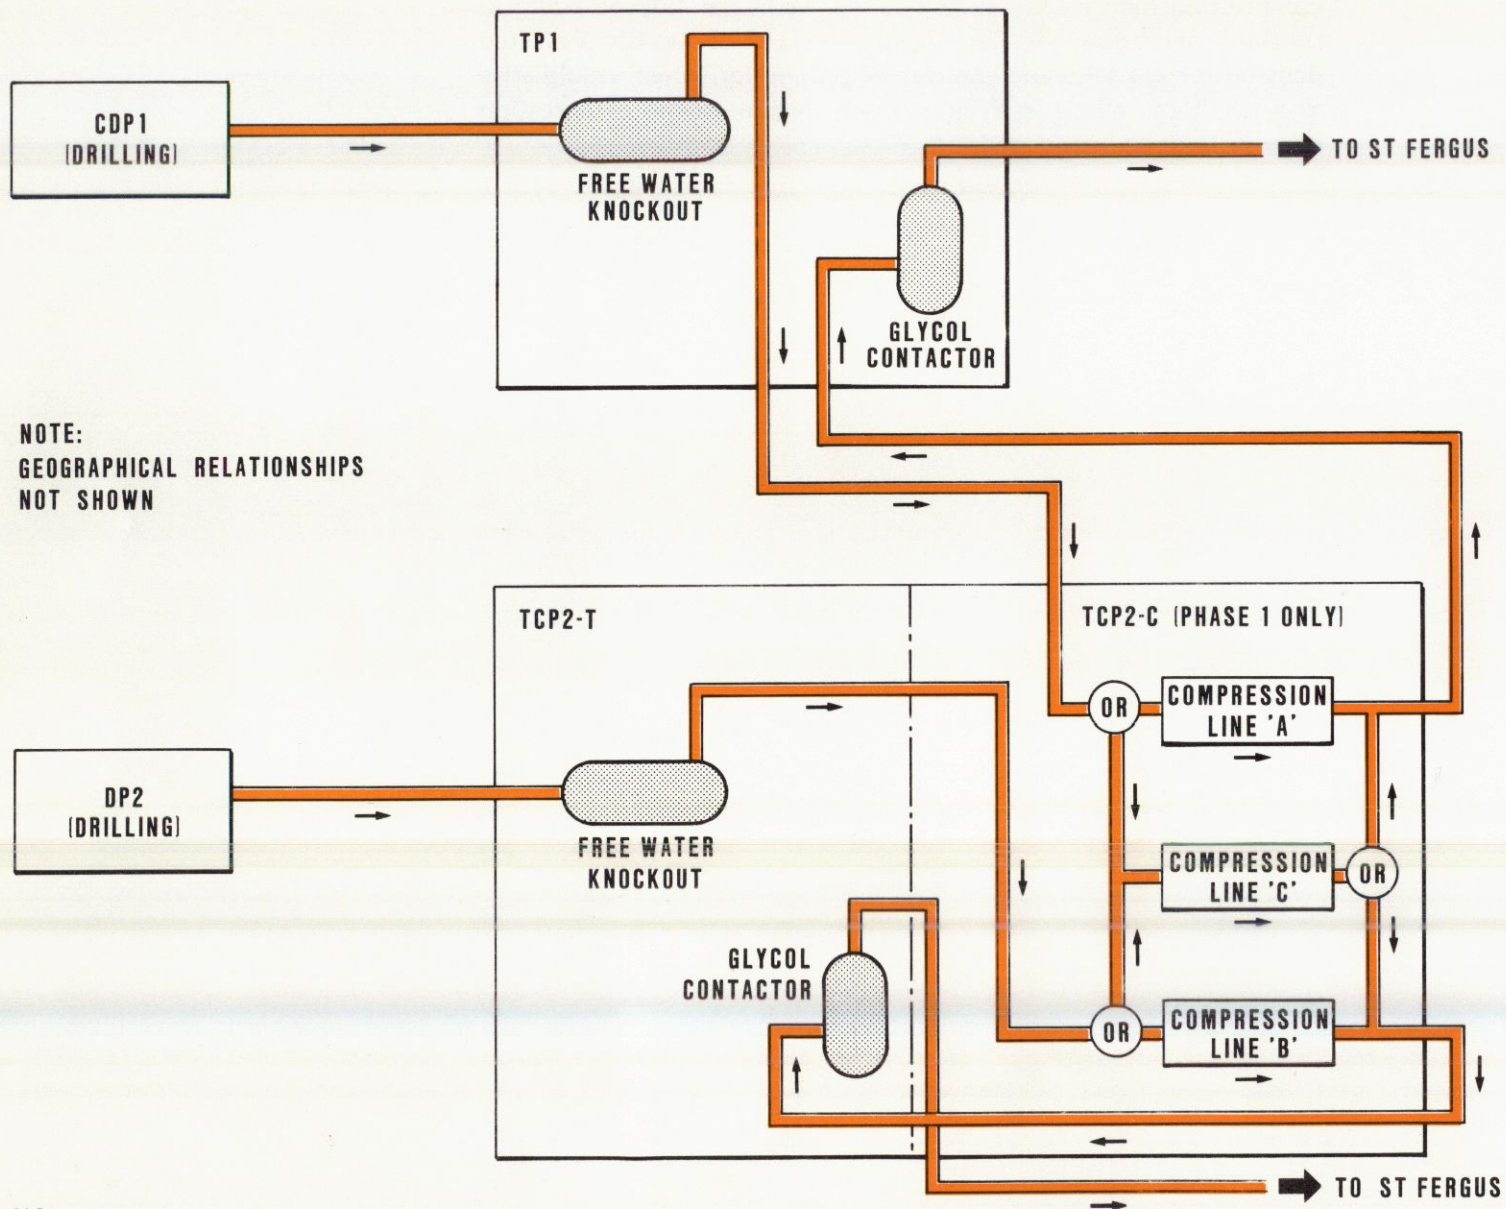 TP1
CDP1
(DRILLING)
FREE WATER
KNOCKOUT
TO ST FERGUS
GLYCOL
CONTACTOR
NOTE:
GEOGRAPHICAL RELATIONSHIPS
NOT SHOWN
TCP2-T
TCP2-C (PHASE 1 ONLY)
OR
COMPRESSION
LINE 'A'
DP2
(DRILLING)
FREE WATER
KNOCKOUT
COMPRESSION
LINE 'C'
OR
GLYCOL
CONTACTOR
OR
COMPRESSION
LINE 'B'
TO ST FERGUS